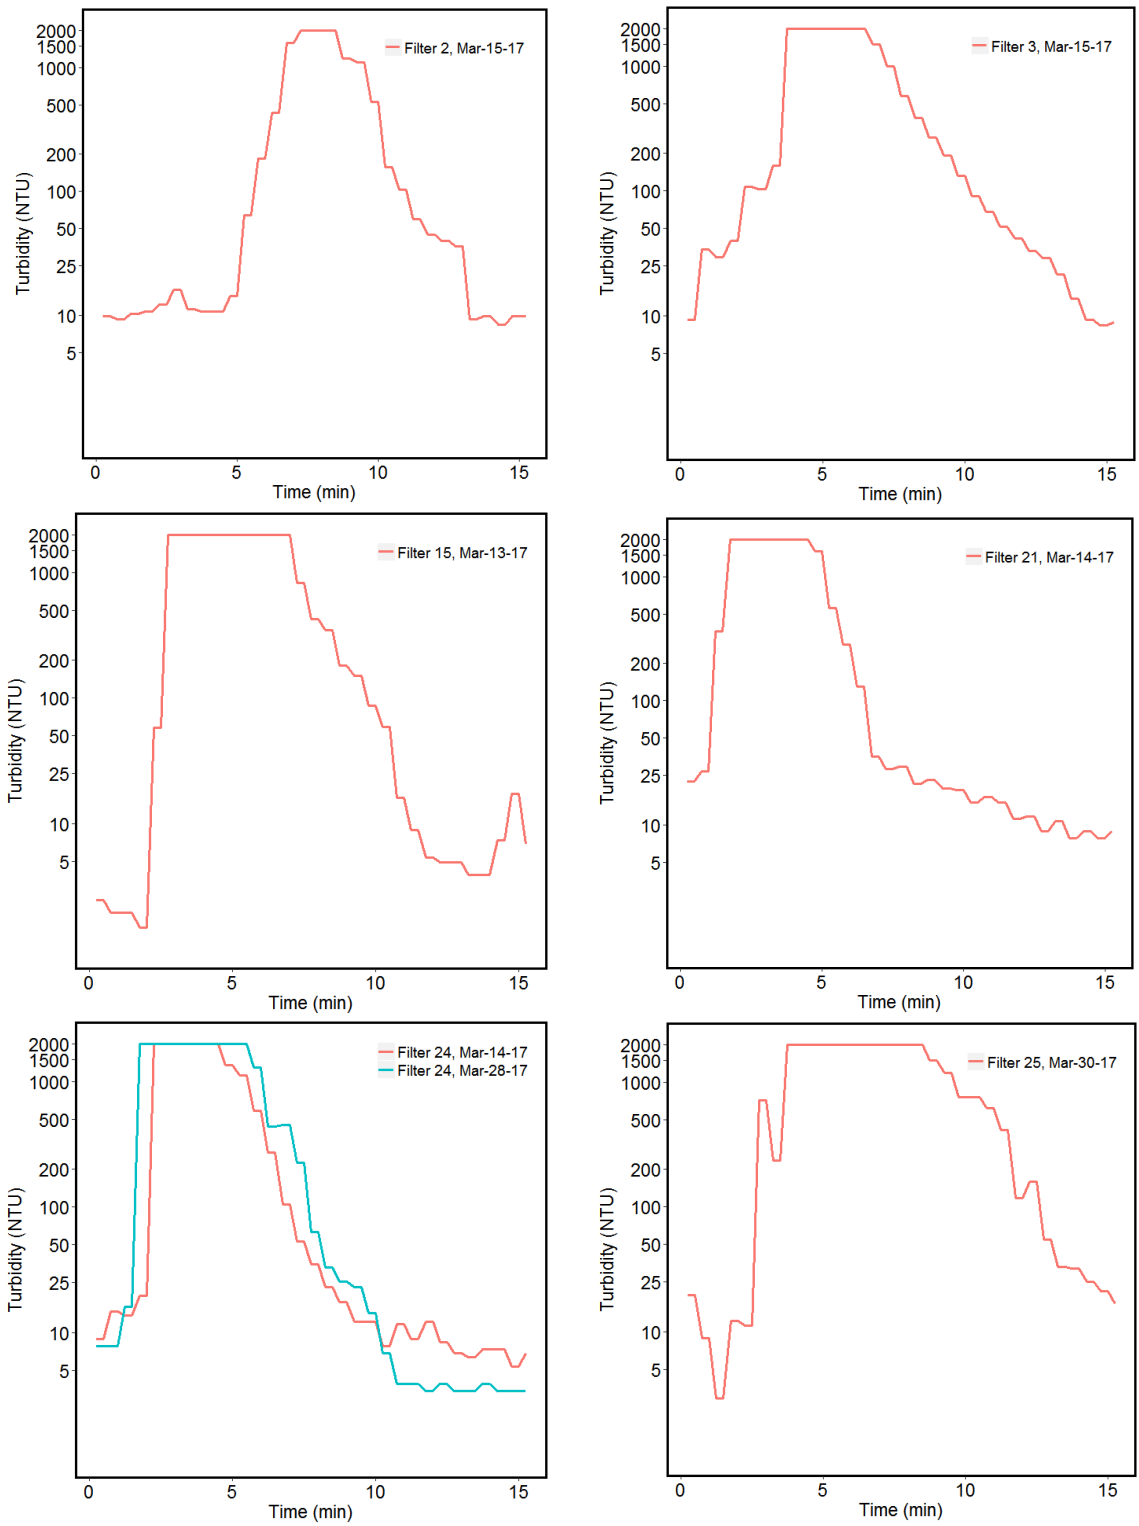 Filter 2, Mar-15-17
Turbidity (NTU)
2000
1500
1000
500
200
100
50
25
10
5
0 5 10 15
Time (min)
Filter 3, Mar-15-17
Turbidity (NTU)
2000
1500
1000
500
200
100
50
25
10
5
0 5 10 15
Time (min)
Filter 15, Mar-13-17
Turbidity (NTU)
2000
1500
1000
500
200
100
50
25
10
5
0 5 10 15
Time (min)
Filter 21, Mar-14-17
Turbidity (NTU)
2000
1500
1000
500
200
100
50
25
10
5
0 5 10 15
Time (min)
Filter 24, Mar-14-17
Filter 24, Mar-28-17
Turbidity (NTU)
2000
1500
1000
500
200
100
50
25
10
5
0 5 10 15
Time (min)
Filter 25, Mar-30-17
Turbidity (NTU)
2000
1500
1000
500
200
100
50
25
10
5
0 5 10 15
Time (min)